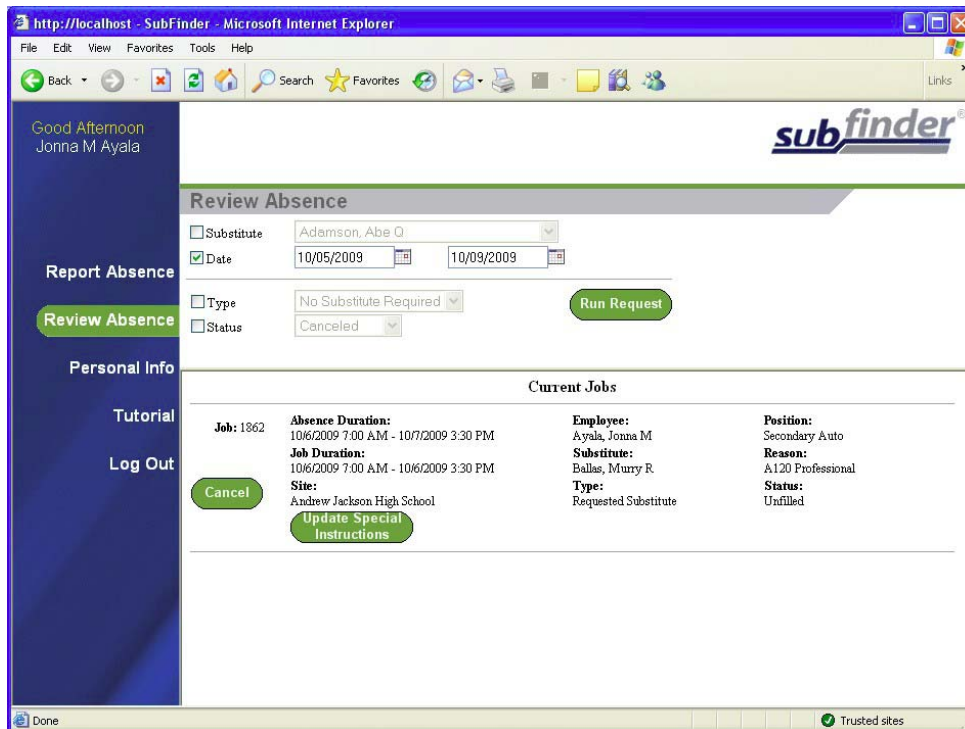 http://localhost - SubFinder - Microsoft Internet Explorer
File Edit View Favorites Tools Help
Back Search Favorites Links
Good Afternoon
Jonna M Ayala
subfinder®
Review Absence
Substitute Adamson, Abe Q
Date 10/05/2009 10/09/2009
Report Absence
Type No Substitute Required Run Request
Review Absence
Status Canceled
Personal Info
Current Jobs
Tutorial
Job: 1862 Absence Duration: Employee: Position:
10/6/2009 7:00 AM - 10/7/2009 3:30 PM Ayala, Jonna M Secondary Auto
Job Duration: Substitute: Reason:
Log Out
10/6/2009 7:00 AM - 10/6/2009 3:30 PM Ballas, Murry R A120 Professional
Cancel Site: Type: Status:
Andrew Jackson High School Requested Substitute Unfilled
Update Special
Instructions
Done Trusted sites